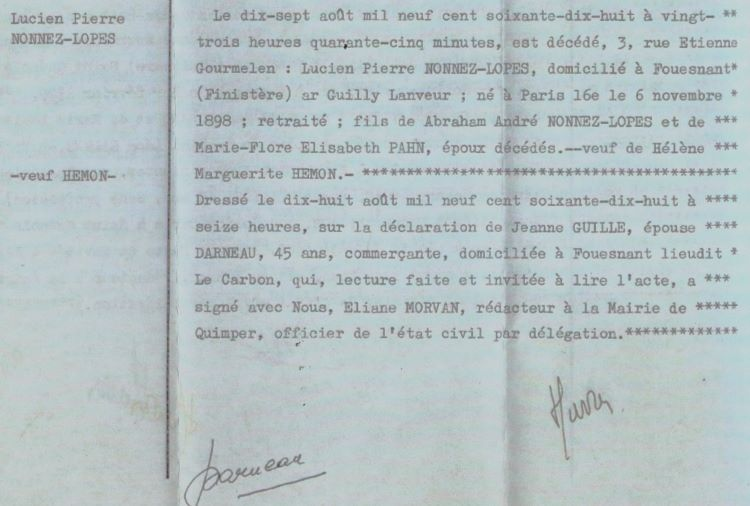 Lucien Pierre
NONNEZ-LOPES
-veuf HEMON-
Le dix-sept août mil neuf cent soixante-dix-huit à vingt- **
trois heures quarante-cinq minutes, est décédé, 3, rue Etienne
Gourmelen : Lucien Pierre NONNEZ-LOPES, domicilié à Fouesnant*
(Finistère) ar Guilly Lanveur ; né à Paris 16e le 6 novembre *
1898 ; retraité ; fils de Abraham André NONNEZ-LOPES et de ***
Marie-Flore Elisabeth PAHN, époux décédés.--veuf de Hélène ***
Marguerite HEMON.- ****************************************
Dressé le dix-huit août mil neuf cent soixante-dix-huit à ****
seize heures, sur la déclaration de Jeanne GUILLE, épouse ****
DARNEAU, 45 ans, commerçante, domiciliée à Fouesnant lieudit *
Le Carbon, qui, lecture faite et invitée à lire l'acte, a ***
signé avec Nous, Eliane MORVAN, rédacteur à la Mairie de *****
Quimper, officier de l'état civil par délégation.*************
Darneau